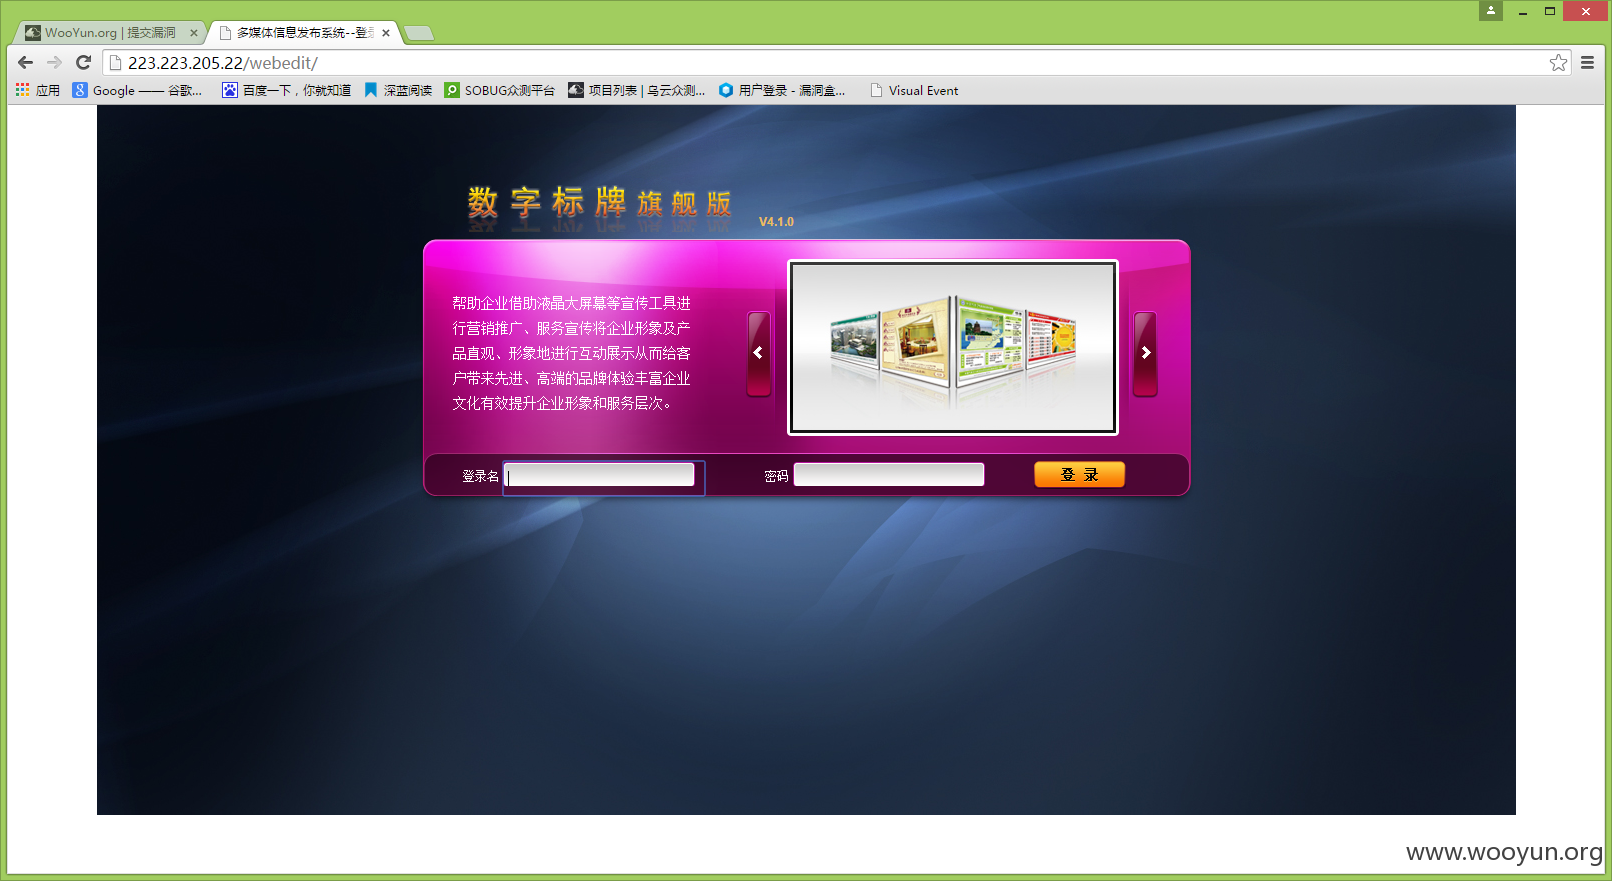 WooYun.org | 提交漏洞
多媒体信息发布系统--登录
223.223.205.22/webedit/
应用
Google —— 谷歌...
百度一下，你就知道
深蓝阅读
SOBUG众测平台
项目列表 | 乌云众测...
用户登录 - 漏洞盒...
Visual Event
数字标牌旗舰版
V4.1.0
帮助企业借助液晶大屏幕等宣传工具进
行营销推广、服务宣传将企业形象及产
品直观、形象地进行互动展示从而给客
户带来先进、高端的品牌体验丰富企业
文化有效提升企业形象和服务层次。
登录名
密码
登 录
www.wooyun.org